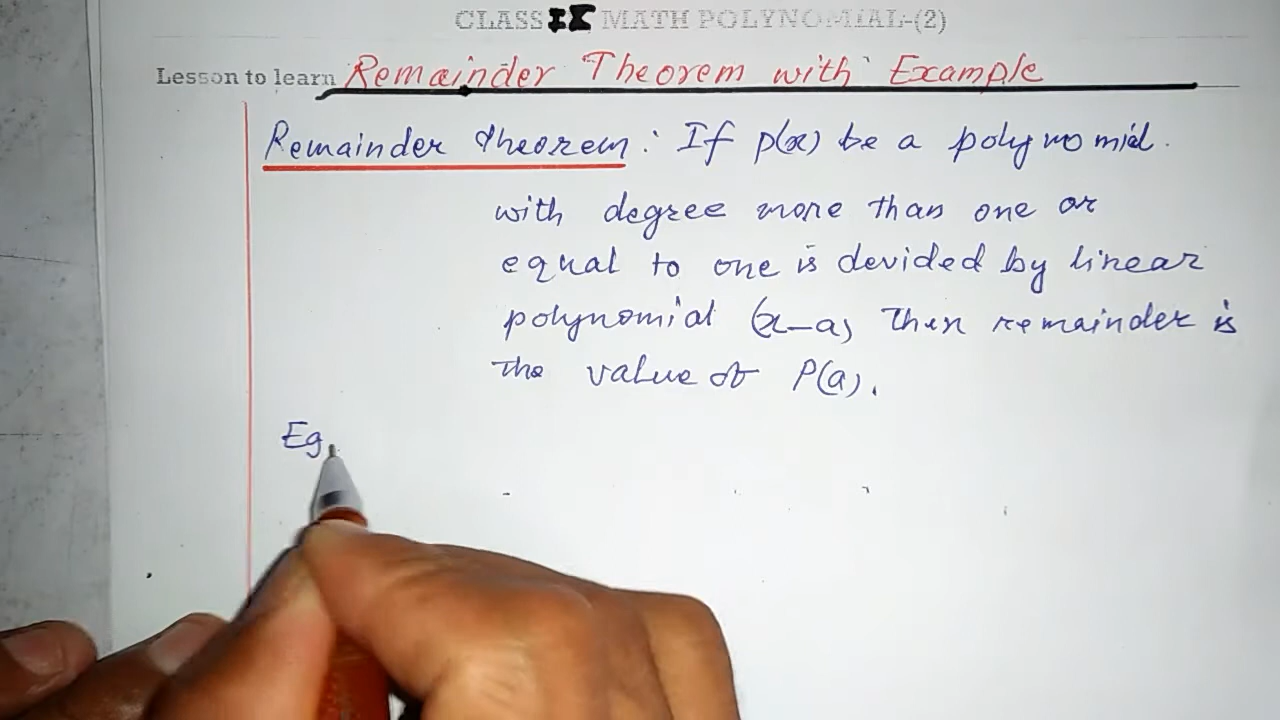 CLASS IX MATH POLYNOMIAL-(2)
Lesson to learn Remainder Theorem with Example
Remainder theorem: If p(x) be a polynomial.
with degree more than one or
equal to one is devided by linear
polynomial (x-a) Then remainder is
the value of P(a).
Eg